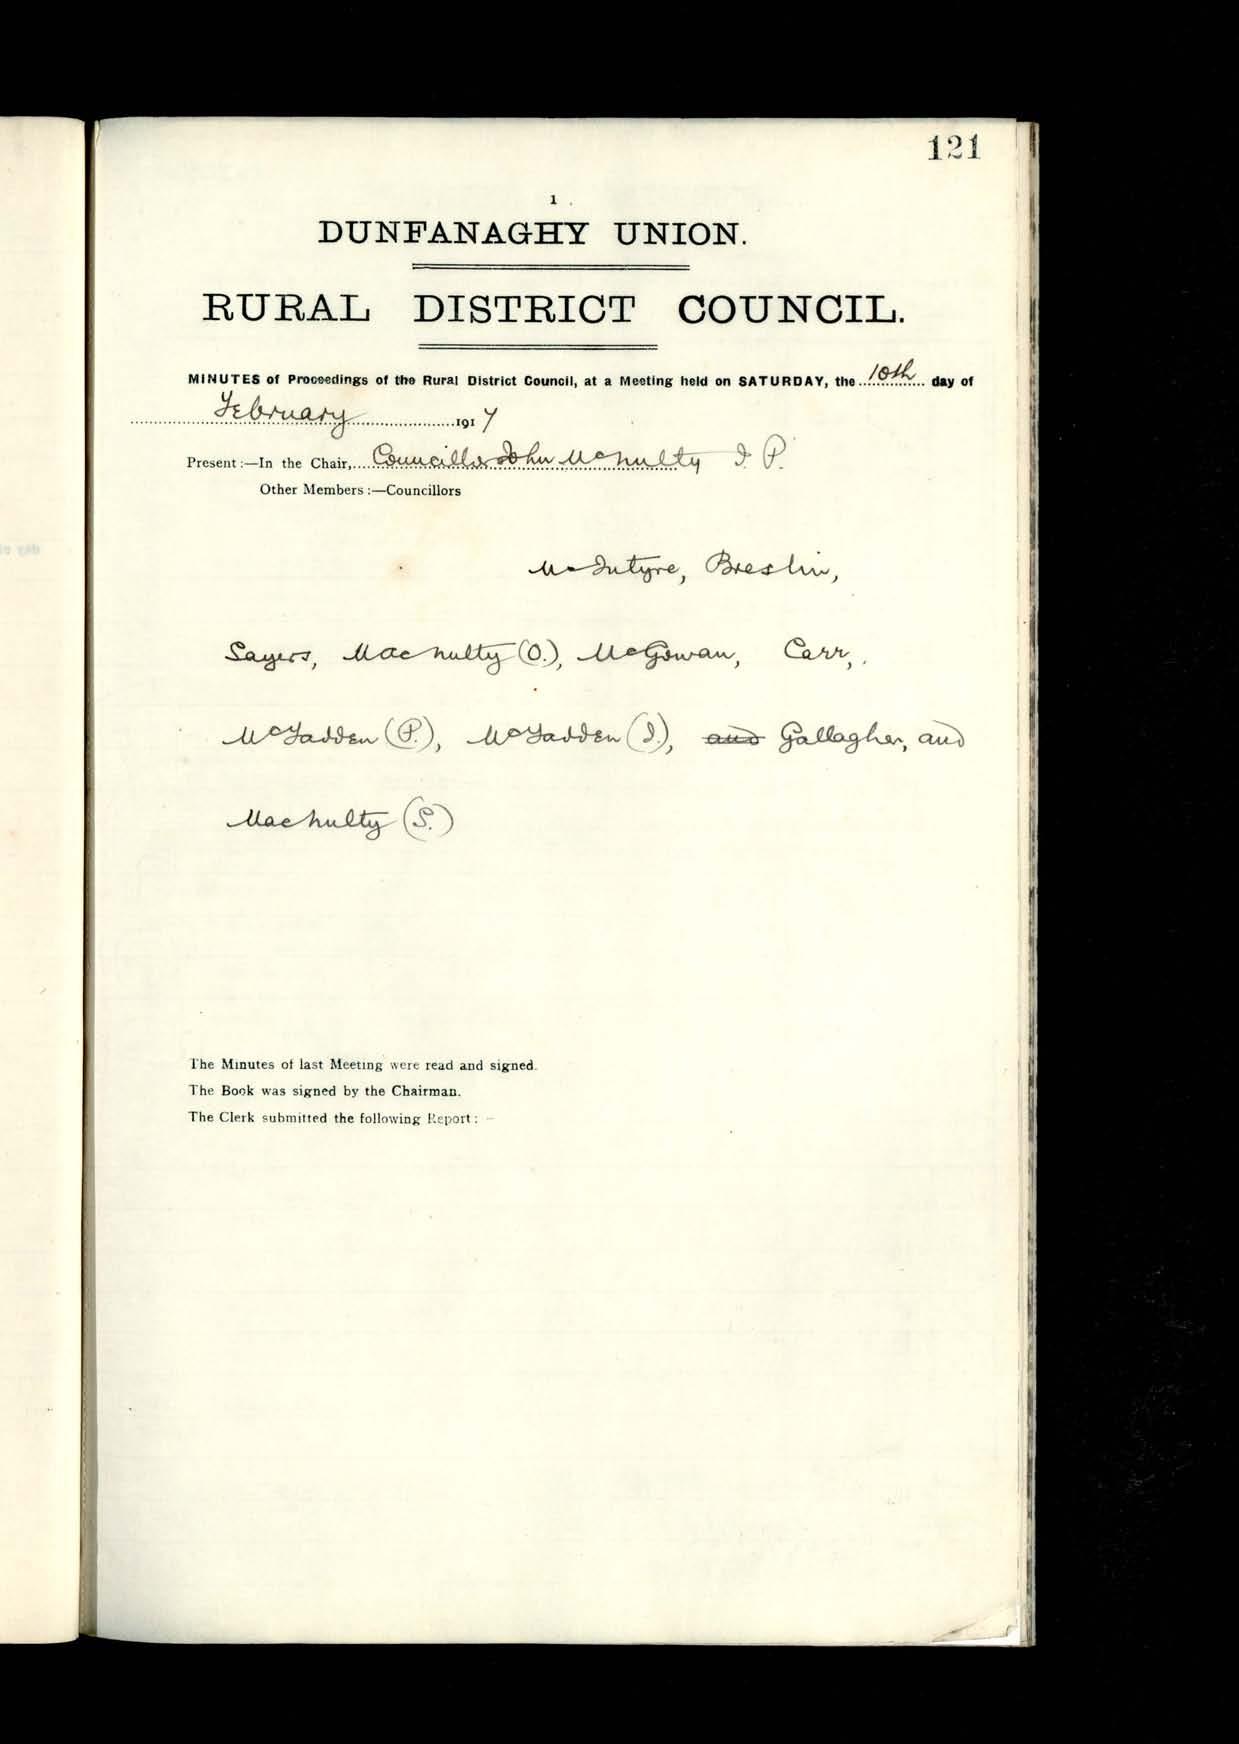 121
1
DUNFANAGHY UNION.
RURAL DISTRICT COUNCIL.
MINUTES of Proceedings of the Rural District Council, at a Meeting held on SATURDAY, the 10th day of
February 1917
Present:—In the Chair, Councillor John McNulty J. P.
Other Members:—Councillors
McIntyre, Breslin,
Sayers, MacNulty (O.), McGowan, Carr,
McFadden (P.), McFadden (J.), and Gallagher, and
MacNulty (S.)
The Minutes of last Meeting were read and signed.
The Book was signed by the Chairman.
The Clerk submitted the following Report: —